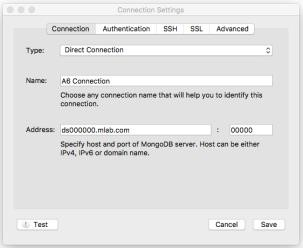 Connection Settings
Connection Authentication SSH SSL Advanced
Type: Direct Connection
Name: A6 Connection
Choose any connection name that will help you to identify this
connection.
Address: ds000000.mlab.com : 00000
Specify host and port of MongoDB server. Host can be either
IPv4, IPv6 or domain name.
! Test Cancel Save